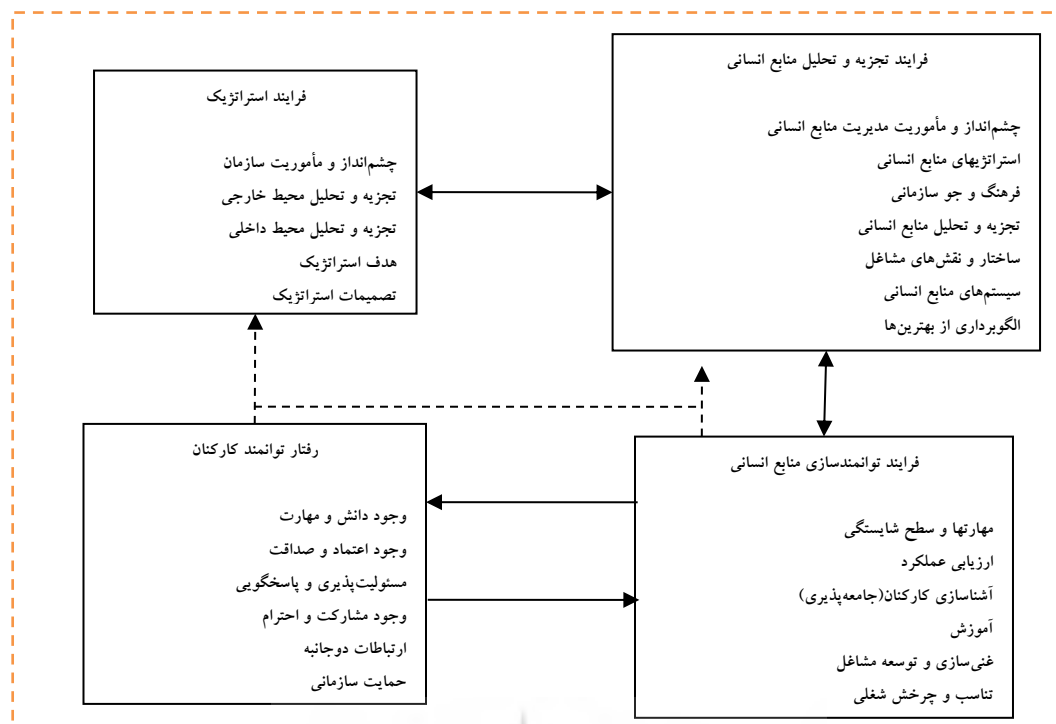 فرایند تجزیه و تحلیل منابع انسانی
چشم‌انداز و مأموریت مدیریت منابع انسانی
استراتژیهای منابع انسانی
فرهنگ و جو سازمانی
تجزیه و تحلیل منابع انسانی
ساختار و نقش‌های مشاغل
سیستم‌های منابع انسانی
الگوبرداری از بهترین‌ها
فرایند استراتژیک
چشم‌انداز و مأموریت سازمان
تجزیه و تحلیل محیط خارجی
تجزیه و تحلیل محیط داخلی
هدف استراتژیک
تصمیمات استراتژیک
فرایند توانمندسازی منابع انسانی
مهارتها و سطح شایستگی
ارزیابی عملکرد
آشناسازی کارکنان(جامعه‌پذیری)
آموزش
غنی‌سازی و توسعه مشاغل
تناسب و چرخش شغلی
رفتار توانمند کارکنان
وجود دانش و مهارت
وجود اعتماد و صداقت
مسئولیت‌پذیری و پاسخگویی
وجود مشارکت و احترام
ارتباطات دوجانبه
حمایت سازمانی